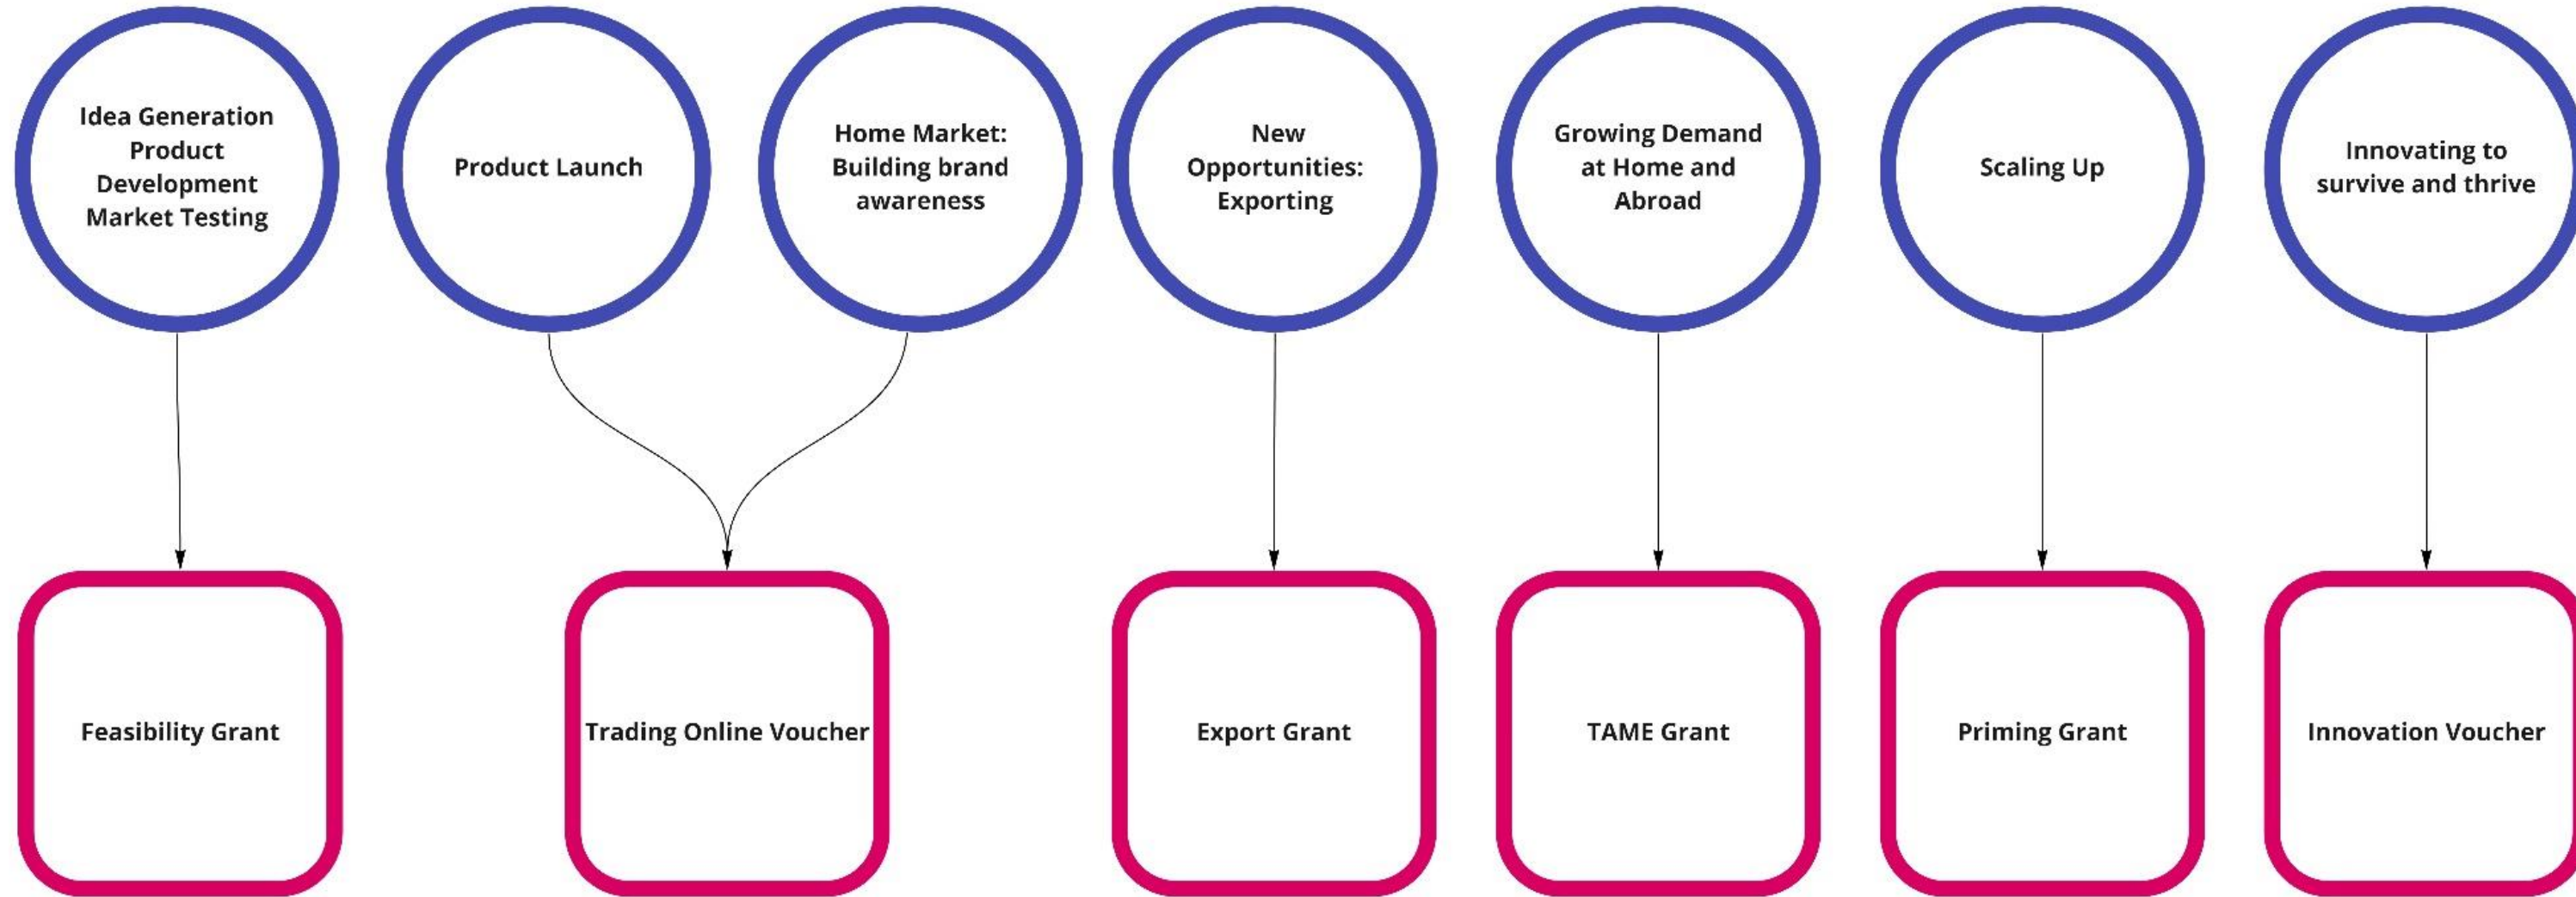 Idea Generation
Product
Development
Market Testing
Product Launch
Home Market:
Building brand
awareness
New
Opportunities:
Exporting
Growing Demand
at Home and
Abroad
Scaling Up
Innovating to
survive and thrive
Feasibility Grant
Trading Online Voucher
Export Grant
TAME Grant
Priming Grant
Innovation Voucher